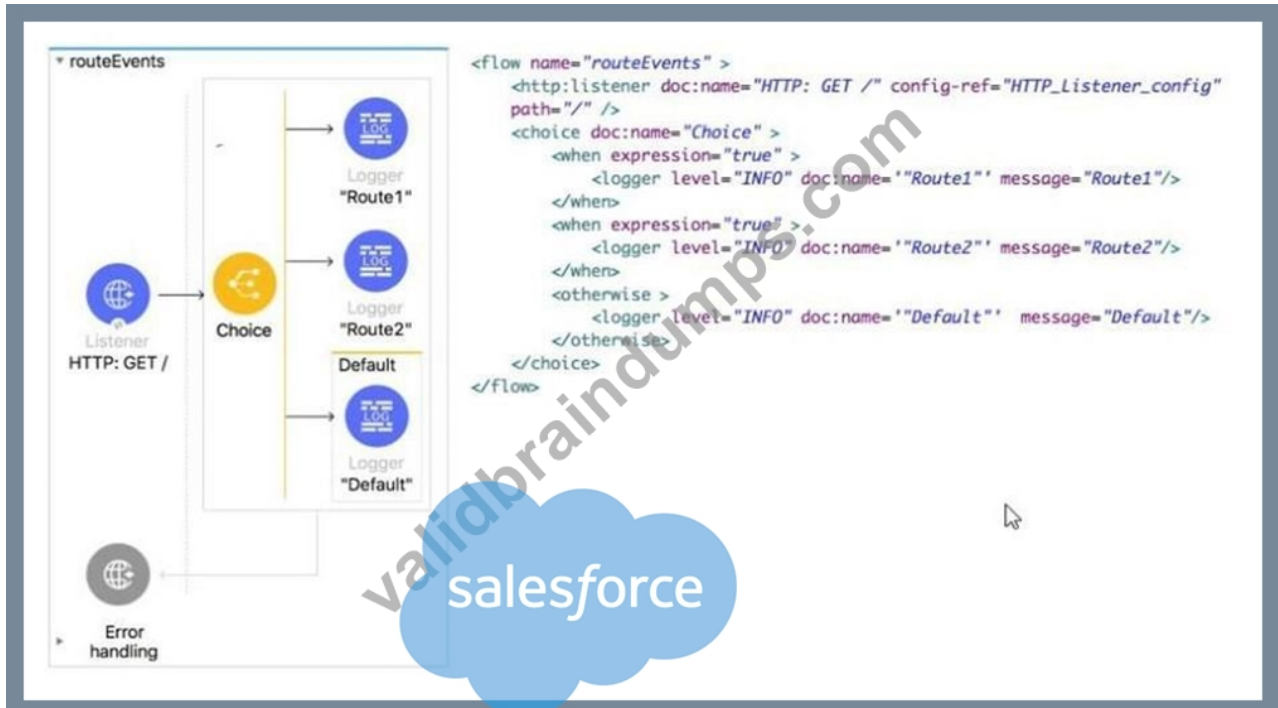 routeEvents
LOG
Logger
"Route1"
LOG
Logger
"Route2"
Listener
HTTP: GET /
Choice
Default
LOG
Logger
"Default"
Error
handling
<flow name="routeEvents" >
<http:listener doc:name="HTTP: GET /" config-ref="HTTP_Listener_config"
path="/" />
<choice doc:name="Choice" >
<when expression="true" >
<logger level="INFO" doc:name='"Route1"' message="Route1"/>
</when>
<when expression="true" >
<logger level="INFO" doc:name='"Route2"' message="Route2"/>
</when>
<otherwise >
<logger level="INFO" doc:name='"Default"' message="Default"/>
</otherwise>
</choice>
</flow>
validbraindumps.com
salesforce